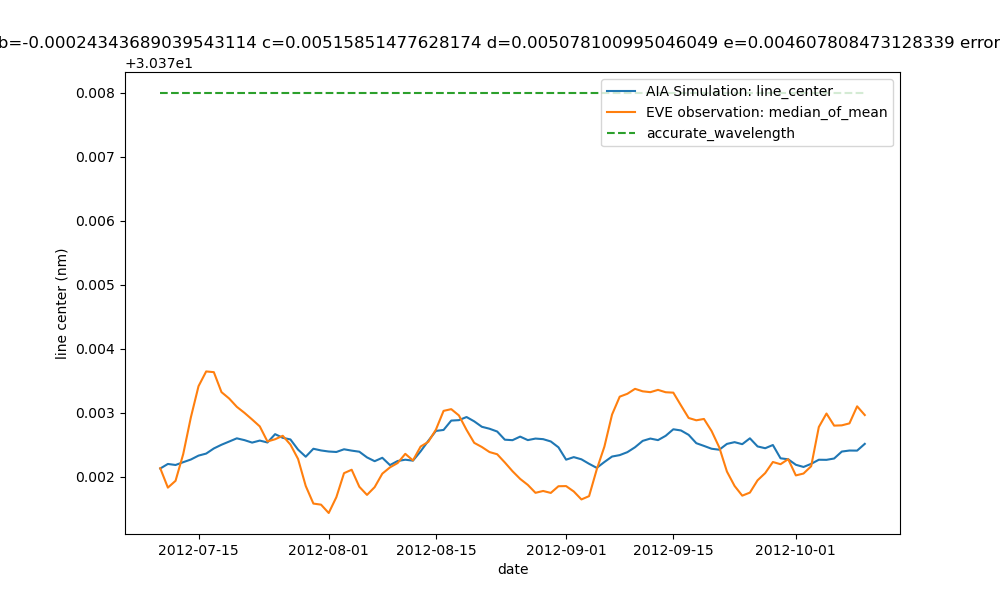 b=-0.00024343689039543114 c=0.00515851477628174 d=0.005078100995046049 e=0.004607808473128339 error
+3.037e1
0.008
0.007
0.006
0.005
0.004
0.003
0.002
line center (nm)
AIA Simulation: line_center
EVE observation: median_of_mean
accurate_wavelength
2012-07-15 2012-08-01 2012-08-15 2012-09-01 2012-09-15 2012-10-01
date